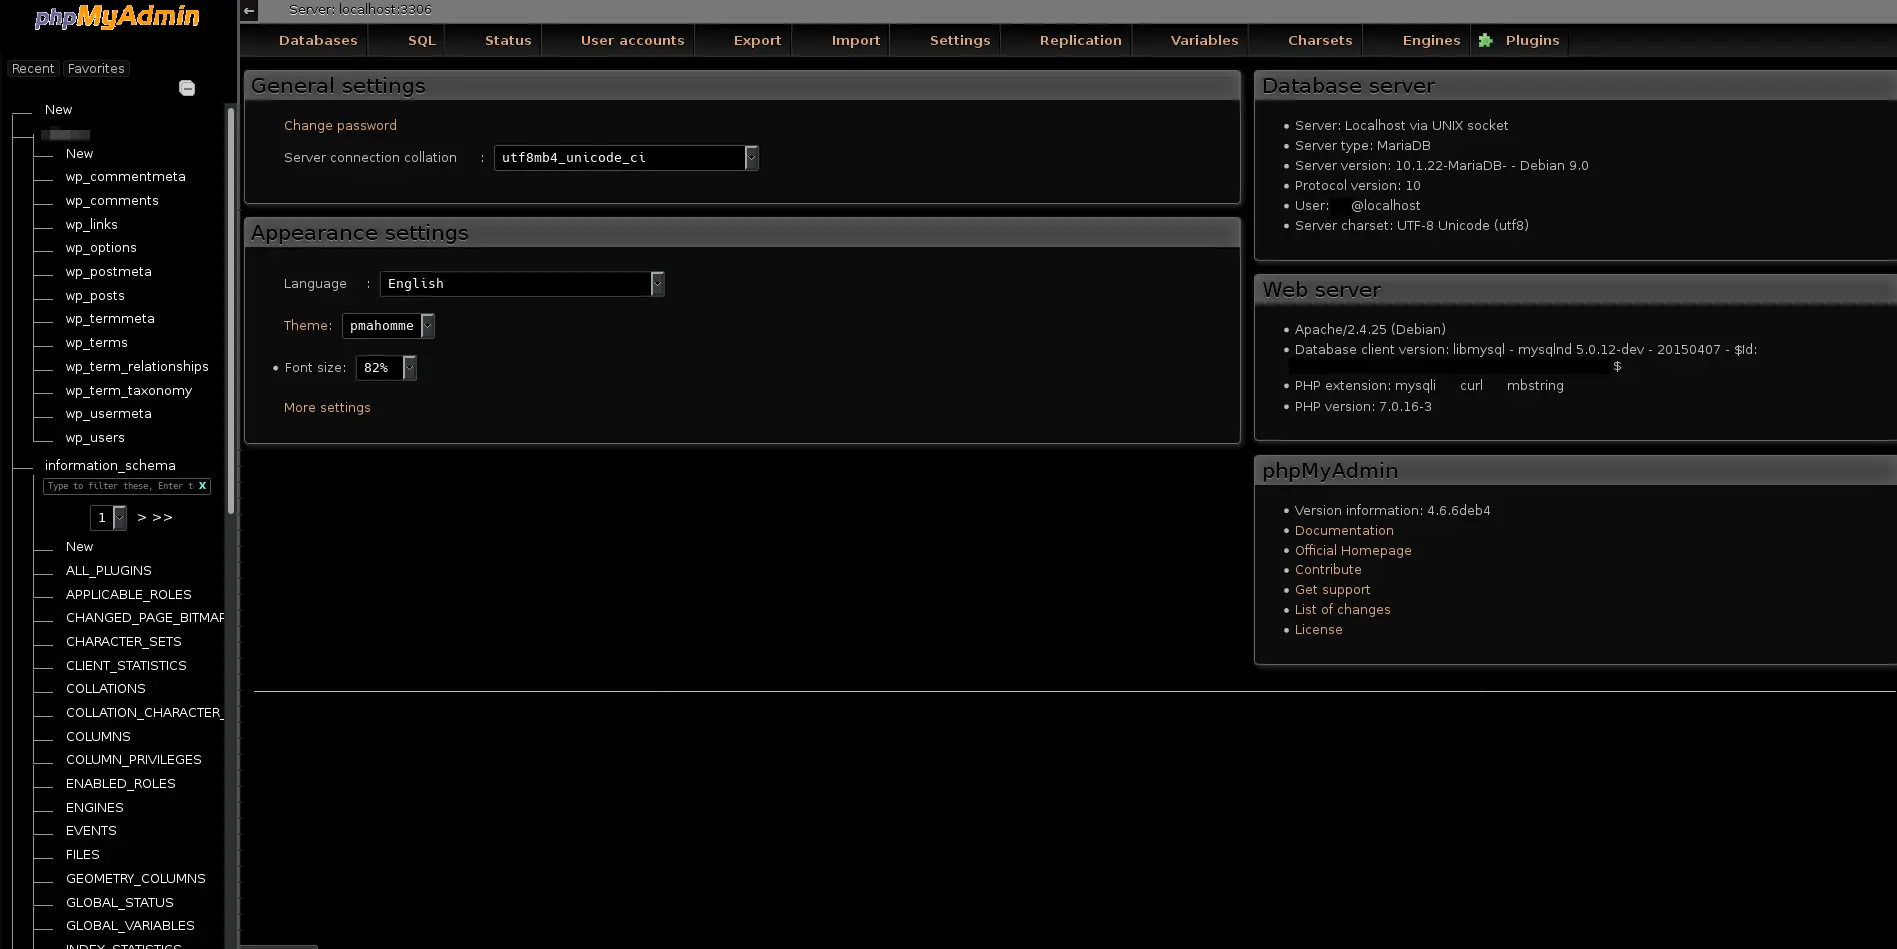 phpMyAdmin
Recent Favorites
New
New
wp_commentmeta
wp_comments
wp_links
wp_options
wp_postmeta
wp_posts
wp_termmeta
wp_terms
wp_term_relationships
wp_term_taxonomy
wp_usermeta
wp_users
information_schema
Type to filter these, Enter t X
1 > >>
New
ALL_PLUGINS
APPLICABLE_ROLES
CHANGED_PAGE_BITMAP
CHARACTER_SETS
CLIENT_STATISTICS
COLLATIONS
COLLATION_CHARACTER_
COLUMNS
COLUMN_PRIVILEGES
ENABLED_ROLES
ENGINES
EVENTS
FILES
GEOMETRY_COLUMNS
GLOBAL_STATUS
GLOBAL_VARIABLES
INDEX_STATISTICS
Server: localhost:3306
Databases SQL Status User accounts Export Import Settings Replication Variables Charsets Engines Plugins
General settings
Change password
Server connection collation : utf8mb4_unicode_ci
Appearance settings
Language : English
Theme: pmahomme
• Font size: 82%
More settings
Database server
• Server: Localhost via UNIX socket
• Server type: MariaDB
• Server version: 10.1.22-MariaDB- - Debian 9.0
• Protocol version: 10
• User: @localhost
• Server charset: UTF-8 Unicode (utf8)
Web server
• Apache/2.4.25 (Debian)
• Database client version: libmysql - mysqlnd 5.0.12-dev - 20150407 - $Id:
$
• PHP extension: mysqli curl mbstring
• PHP version: 7.0.16-3
phpMyAdmin
• Version information: 4.6.6deb4
• Documentation
• Official Homepage
• Contribute
• Get support
• List of changes
• License